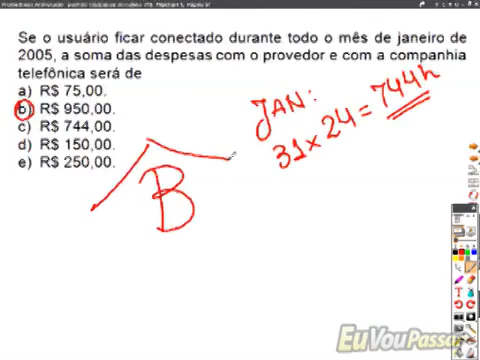 Se o usuário ficar conectado durante todo o mês de janeiro de
2005, a soma das despesas com o provedor e com a companhia
telefônica será de
a) R$ 75,00.
b) R$ 950,00.
c) R$ 744,00.
d) R$ 150,00.
e) R$ 250,00.
JAN:
31 x 24 = 744h
B
EuVouPassar